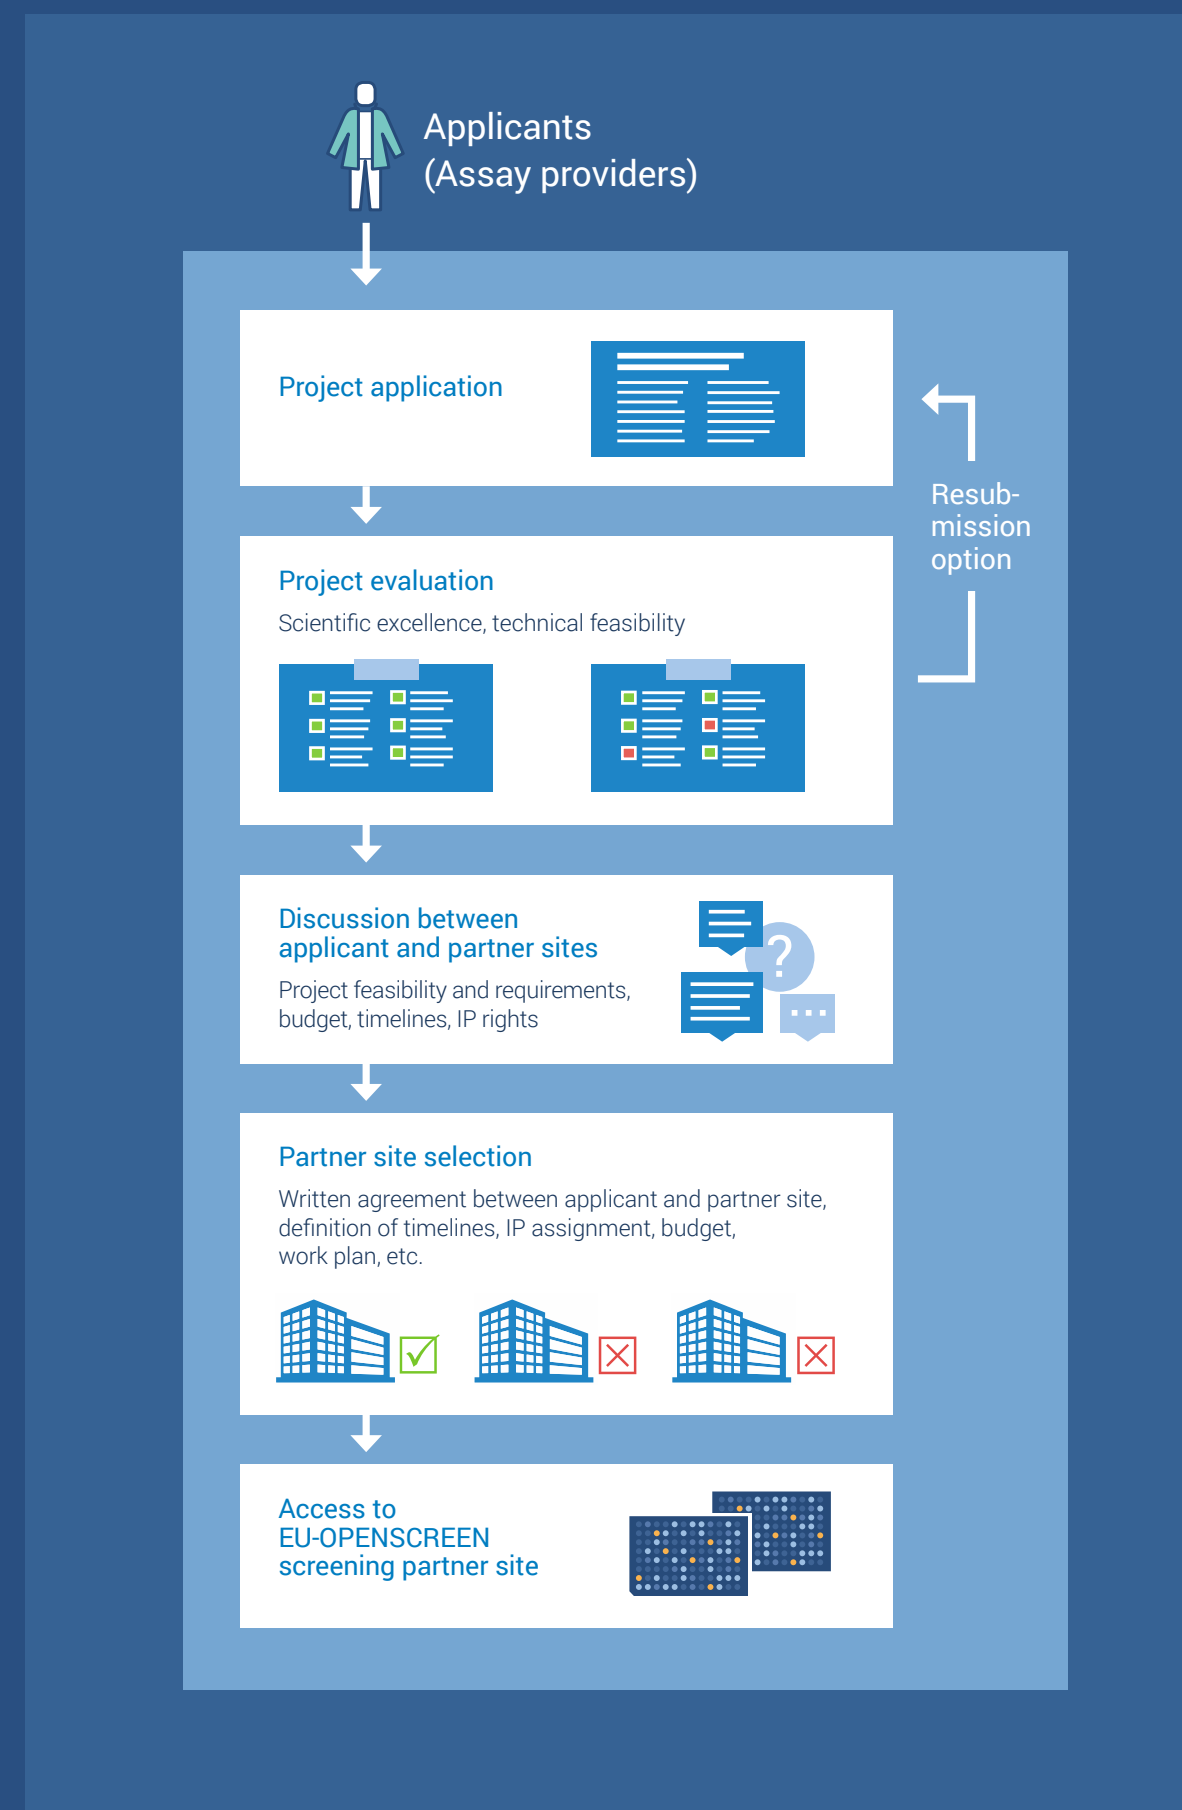 Applicants
(Assay providers)
Project application
Resub-
mission
option
Project evaluation
Scientific excellence, technical feasibility
Discussion between
applicant and partner sites
Project feasibility and requirements,
budget, timelines, IP rights
?
Partner site selection
Written agreement between applicant and partner site,
definition of timelines, IP assignment, budget,
work plan, etc.
Access to
EU-OPENSCREEN
screening partner site